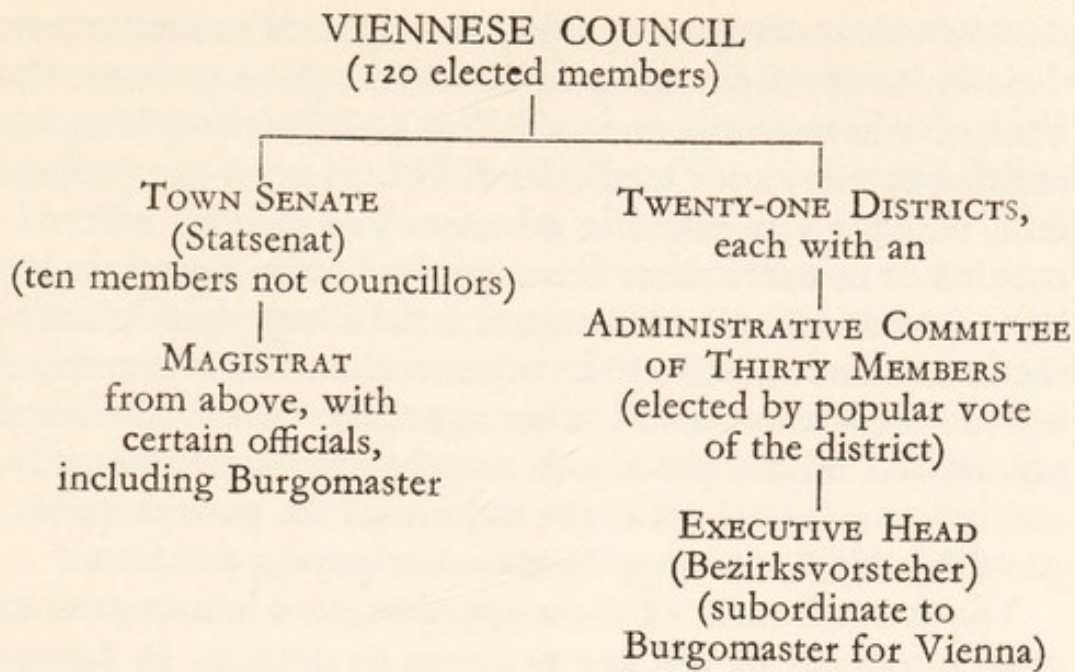 VIENNESE COUNCIL
(120 elected members)
TOWN SENATE
(Statsenat)
(ten members not councillors)
MAGISTRAT
from above, with
certain officials,
including Burgomaster
TWENTY-ONE DISTRICTS,
each with an
ADMINISTRATIVE COMMITTEE
OF THIRTY MEMBERS
(elected by popular vote
of the district)
EXECUTIVE HEAD
(Bezirksvorsteher)
(subordinate to
Burgomaster for Vienna)